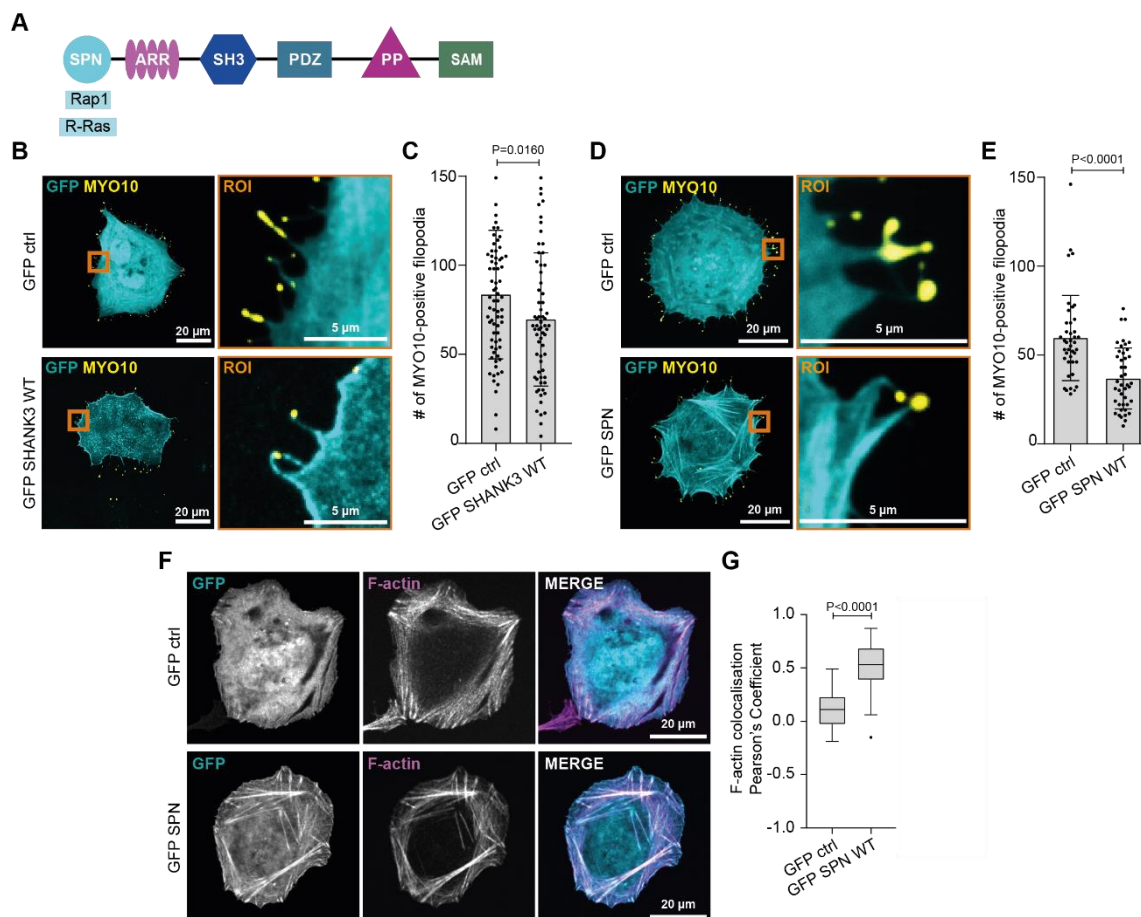 A
SPN ARR SH3 PDZ PP SAM
Rap1
R-Ras
B
GFP MYO10 ROI
GFP ctrl
20 µm 5 µm
GFP MYO10 ROI
GFP SHANK3 WT
20 µm 5 µm
C
P=0.0160
# of MYO10-positive filopodia
150
100
50
0
GFP ctrl
GFP SHANK3 WT
D
GFP MYO10 ROI
GFP ctrl
20 µm 5 µm
GFP MYO10 ROI
GFP SPN
20 µm 5 µm
E
P<0.0001
# of MYO10-positive filopodia
150
100
50
0
GFP ctrl
GFP SPN WT
F
GFP F-actin MERGE
GFP ctrl
20 µm
GFP F-actin MERGE
GFP SPN
20 µm
G
P<0.0001
F-actin colocalisation
Pearson's Coefficient
1.0
0.5
0.0
-0.5
-1.0
GFP ctrl
GFP SPN WT